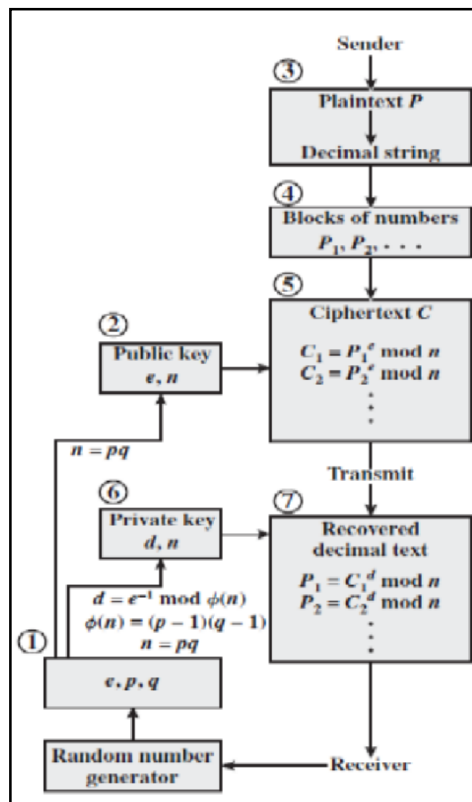 Sender
③
Plaintext P
Decimal string
④
Blocks of numbers
P₁, P₂, . . .
⑤
Ciphertext C
C₁ = P₁ᵉ mod n
C₂ = P₂ᵉ mod n
.
.
.
②
Public key
e, n
n = pq
Transmit
⑥
Private key
d, n
⑦
Recovered
decimal text
P₁ = C₁ᵈ mod n
P₂ = C₂ᵈ mod n
.
.
.
d = e⁻¹ mod ϕ(n)
ϕ(n) = (p – 1)(q – 1)
n = pq
①
e, p, q
Random number
generator
Receiver